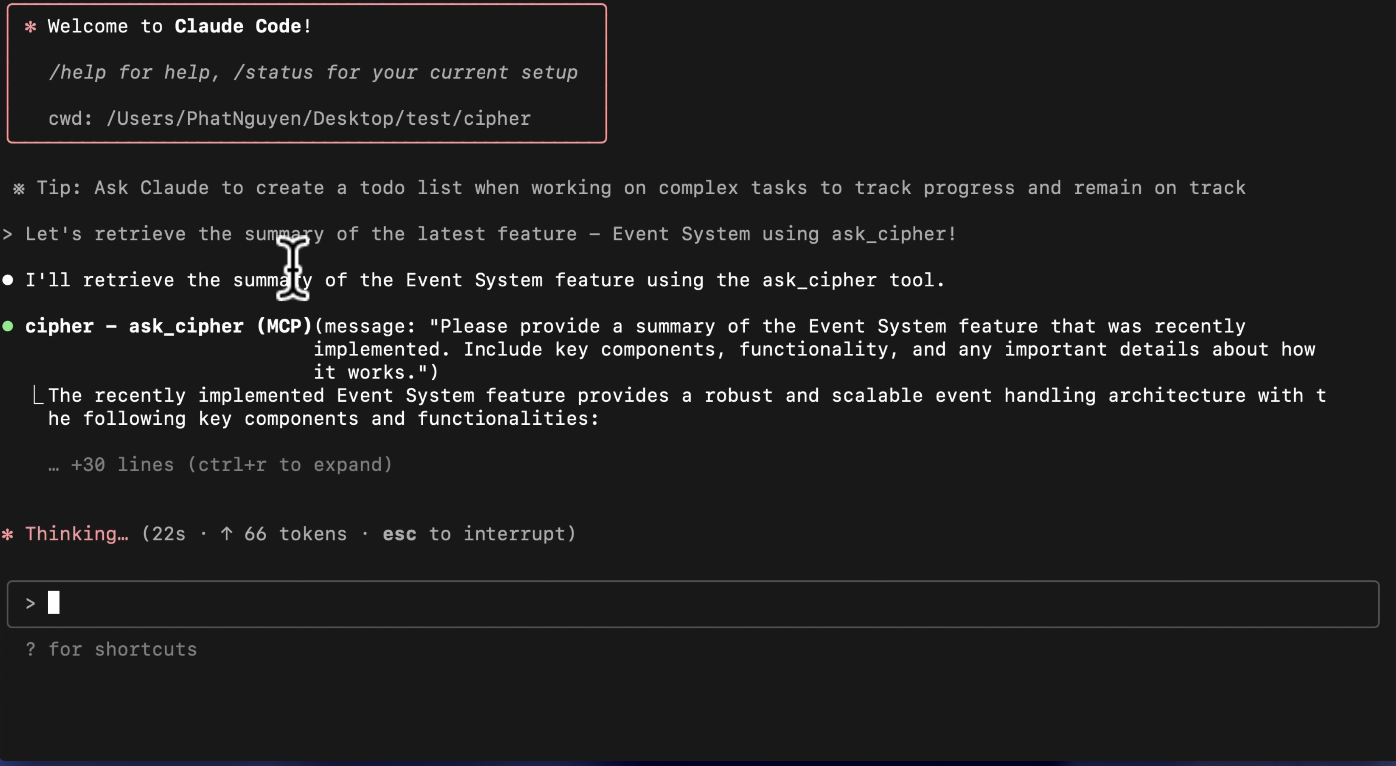 ✻ Welcome to Claude Code!
/help for help, /status for your current setup
cwd: /Users/PhatNguyen/Desktop/test/cipher
※ Tip: Ask Claude to create a todo list when working on complex tasks to track progress and remain on track
> Let's retrieve the summary of the latest feature – Event System using ask_cipher!
● I'll retrieve the summary of the Event System feature using the ask_cipher tool.
● cipher – ask_cipher (MCP)(message: "Please provide a summary of the Event System feature that was recently
implemented. Include key components, functionality, and any important details about how
it works.")
⎿ The recently implemented Event System feature provides a robust and scalable event handling architecture with t
he following key components and functionalities:
… +30 lines (ctrl+r to expand)
✻ Thinking… (22s · ↑ 66 tokens · esc to interrupt)
>
? for shortcuts